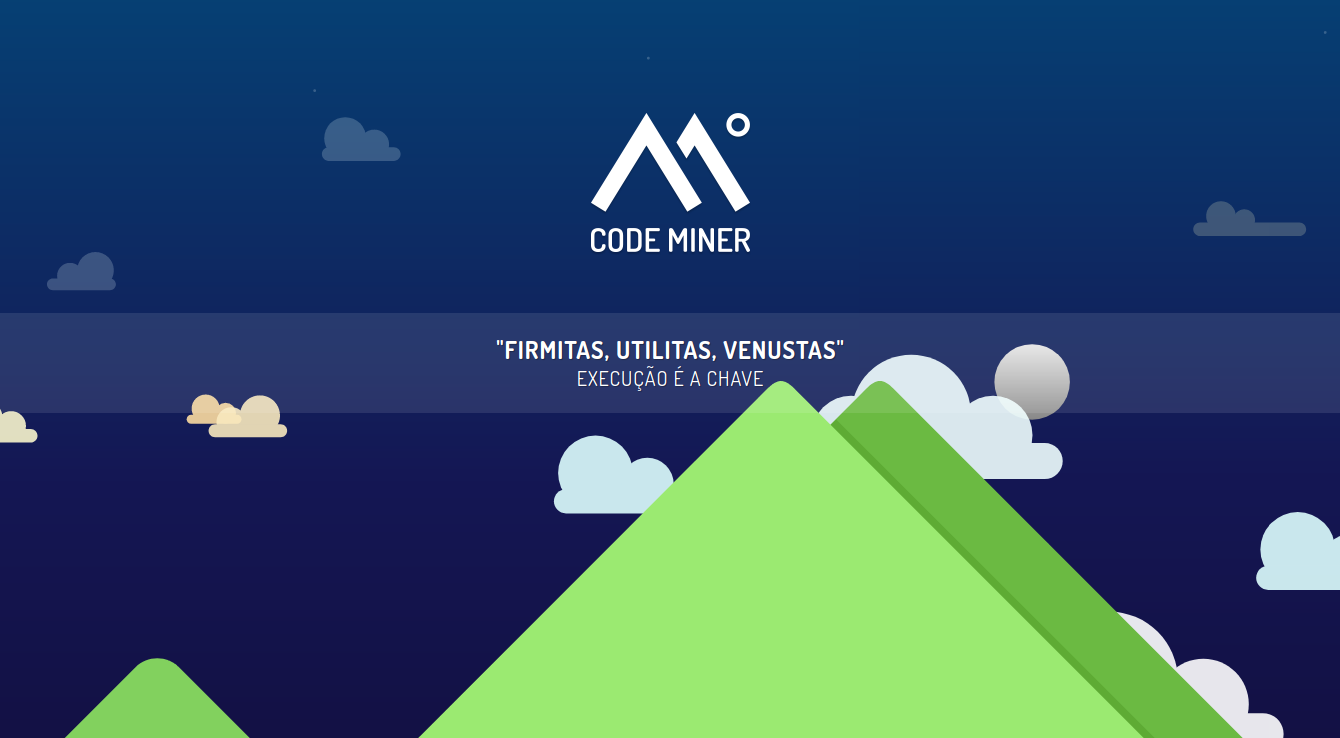 CODE MINER
"FIRMITAS, UTILITAS, VENUSTAS"
EXECUÇÃO É A CHAVE